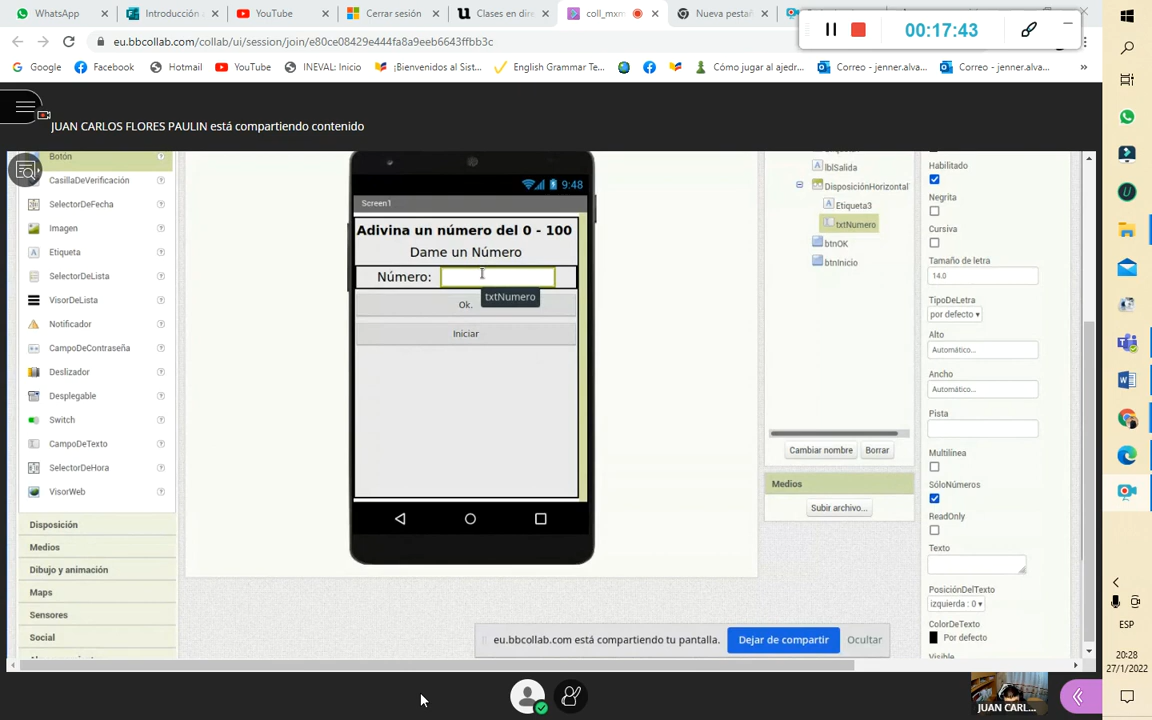 WhatsApp
Introducción
YouTube
Cerrar sesión
Clases en dire
coll_mxm
Nueva pestañ
00:17:43
eu.bbcollab.com/collab/ui/session/join/e80ce08429e444fa8a9eeb6643ffbb3c
Google
Facebook
Hotmail
YouTube
INEVAL: Inicio
¡Bienvenidos al Sist...
English Grammar Te...
Cómo jugar al ajedr...
Correo - jenner.alva...
Correo - jenner.alva...
»
JUAN CARLOS FLORES PAULIN está compartiendo contenido
Botón
CasillaDeVerificación
SelectorDeFecha
Imagen
Etiqueta
SelectorDeLista
VisorDeLista
Notificador
CampoDeContraseña
Deslizador
Desplegable
Switch
CampoDeTexto
SelectorDeHora
VisorWeb
Disposición
Medios
Dibujo y animación
Maps
Sensores
Social
9:48
Screen1
Adivina un número del 0 - 100
Dame un Número
Número:
txtNumero
Ok.
Iniciar
lblSalida
DisposiciónHorizontal
Etiqueta3
txtNumero
btnOK
btnInicio
Cambiar nombre
Borrar
Medios
Subir archivo...
Habilitado
Negrita
Cursiva
Tamaño de letra
14.0
TipoDeLetra
por defecto
Alto
Automático...
Ancho
Automático...
Pista
Multilínea
SóloNúmeros
ReadOnly
Texto
PosiciónDelTexto
izquierda : 0
ColorDeTexto
Por defecto
Visible
eu.bbcollab.com está compartiendo tu pantalla.
Dejar de compartir
Ocultar
JUAN CARL...
ESP
20:28
27/1/2022